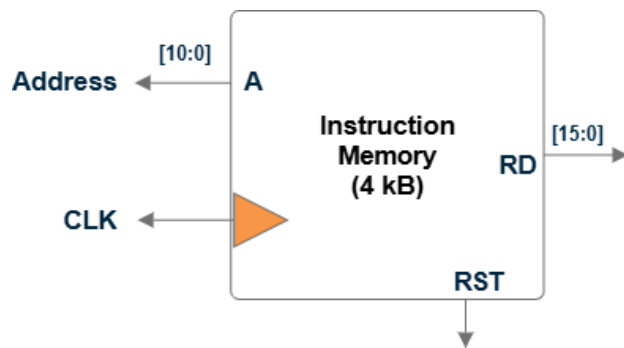 [10:0]
Address
A
Instruction
Memory
(4 kB)
[15:0]
RD
CLK
RST